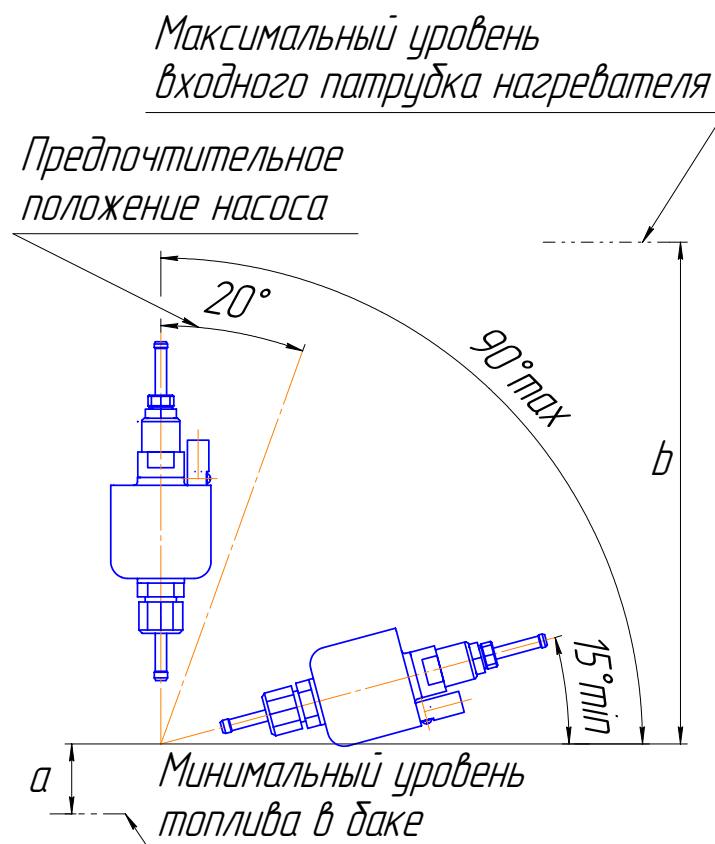 Максимальный уровень
входного патрубка нагревателя
Предпочтительное
положение насоса
20°
90°max
b
15°min
a
Минимальный уровень
топлива в баке